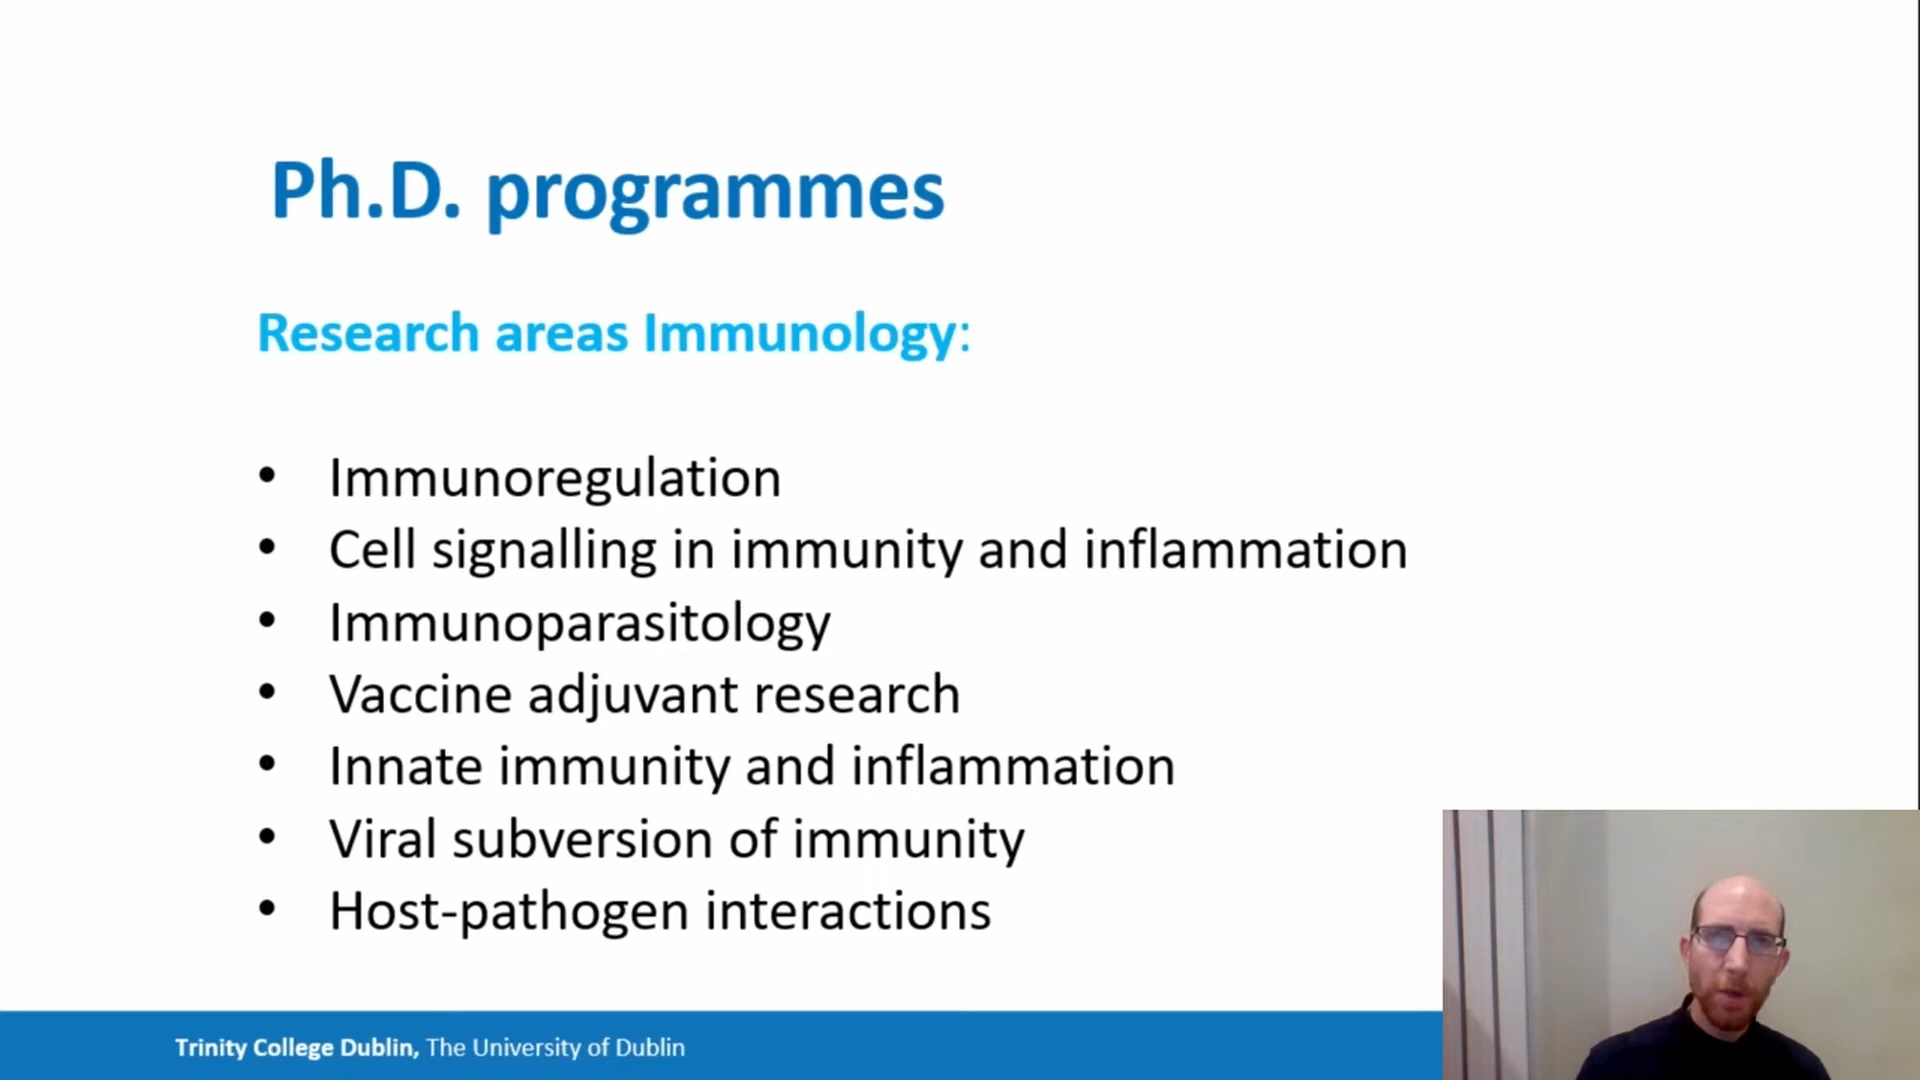 Ph.D. programmes
Research areas Immunology:
• Immunoregulation
• Cell signalling in immunity and inflammation
• Immunoparasitology
• Vaccine adjuvant research
• Innate immunity and inflammation
• Viral subversion of immunity
• Host-pathogen interactions
Trinity College Dublin, The University of Dublin